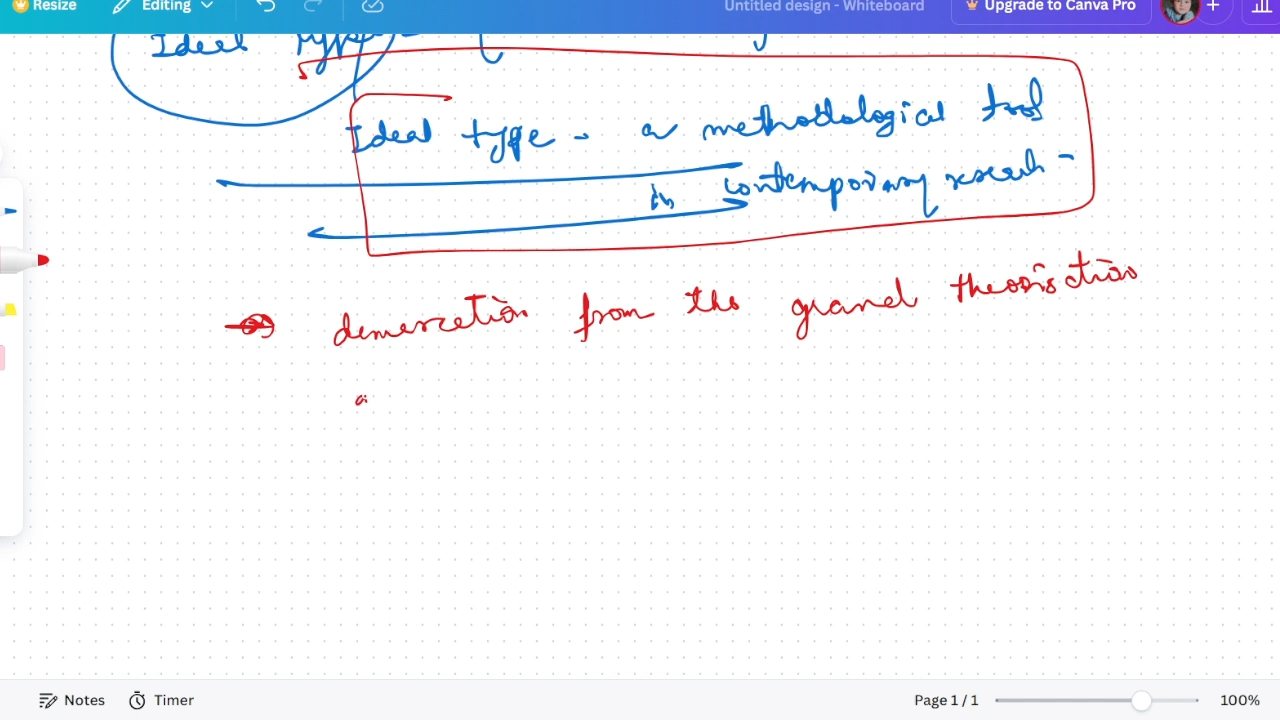 Resize Editing Untitled design - Whiteboard Upgrade to Canva Pro
Ideal
Ideal type - a methodological tool
in contemporary research -
demarcation from the grand theorisction
a
Notes Timer Page 1 / 1 100%